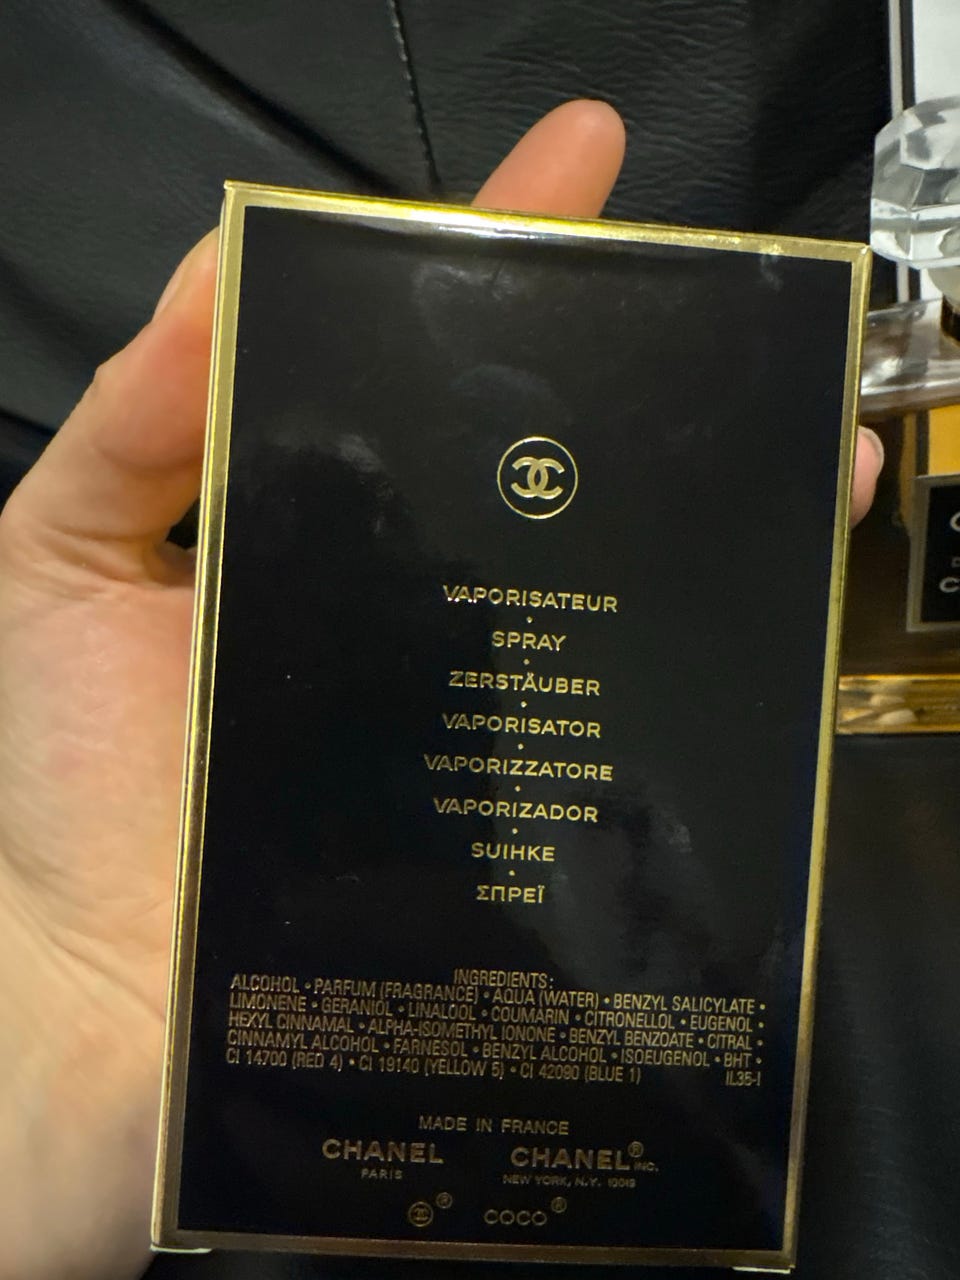 VAPORISATEUR
•
SPRAY
•
ZERSTÄUBER
•
VAPORISATOR
•
VAPORIZZATORE
•
VAPORIZADOR
•
SUIHKE
•
ΣΠΡΕΪ
INGREDIENTS:
ALCOHOL • PARFUM (FRAGRANCE) • AQUA (WATER) • BENZYL SALICYLATE •
LIMONENE • GERANIOL • LINALOOL • COUMARIN • CITRONELLOL • EUGENOL •
HEXYL CINNAMAL • ALPHA-ISOMETHYL IONONE • BENZYL BENZOATE • CITRAL •
CINNAMYL ALCOHOL • FARNESOL • BENZYL ALCOHOL • ISOEUGENOL • BHT •
CI 14700 (RED 4) • CI 19140 (YELLOW 5) • CI 42090 (BLUE 1) IL35-I
MADE IN FRANCE
CHANEL CHANEL® INC.
PARIS NEW YORK, N.Y. 10019
® COCO®